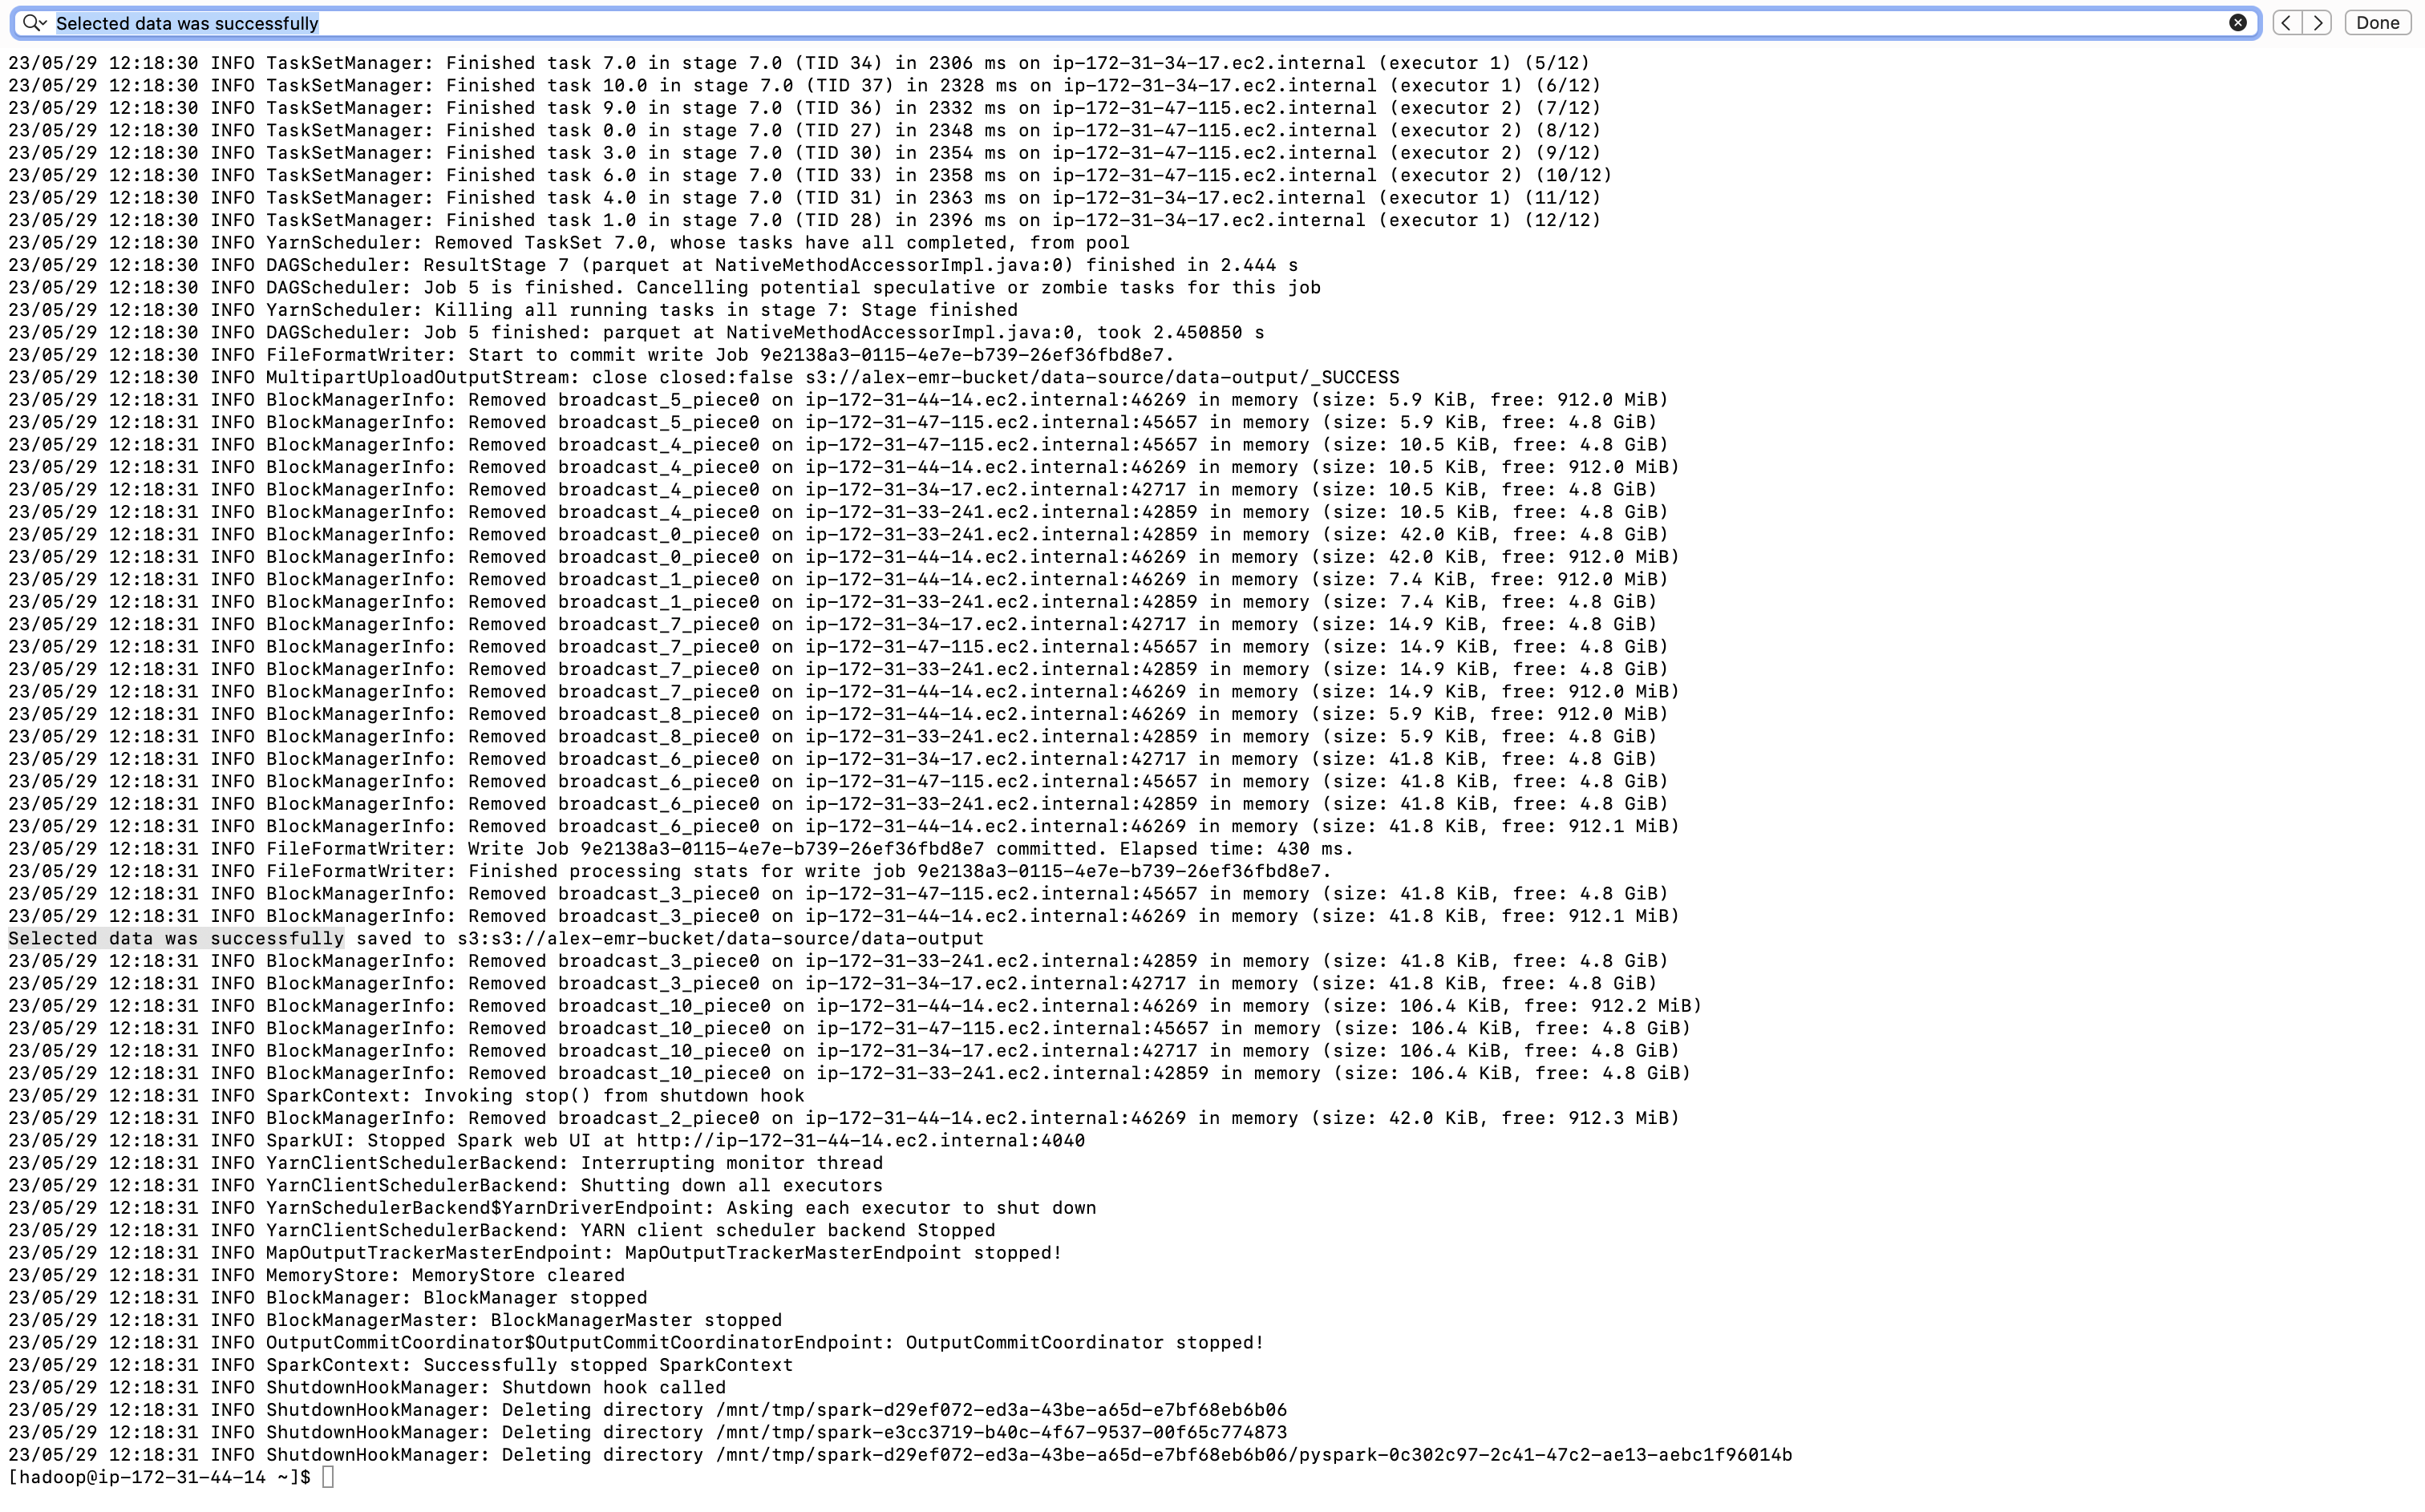 Selected data was successfully
Done
23/05/29 12:18:30 INFO TaskSetManager: Finished task 7.0 in stage 7.0 (TID 34) in 2306 ms on ip-172-31-34-17.ec2.internal (executor 1) (5/12)
23/05/29 12:18:30 INFO TaskSetManager: Finished task 10.0 in stage 7.0 (TID 37) in 2328 ms on ip-172-31-34-17.ec2.internal (executor 1) (6/12)
23/05/29 12:18:30 INFO TaskSetManager: Finished task 9.0 in stage 7.0 (TID 36) in 2332 ms on ip-172-31-47-115.ec2.internal (executor 2) (7/12)
23/05/29 12:18:30 INFO TaskSetManager: Finished task 0.0 in stage 7.0 (TID 27) in 2348 ms on ip-172-31-47-115.ec2.internal (executor 2) (8/12)
23/05/29 12:18:30 INFO TaskSetManager: Finished task 3.0 in stage 7.0 (TID 30) in 2354 ms on ip-172-31-47-115.ec2.internal (executor 2) (9/12)
23/05/29 12:18:30 INFO TaskSetManager: Finished task 6.0 in stage 7.0 (TID 33) in 2358 ms on ip-172-31-47-115.ec2.internal (executor 2) (10/12)
23/05/29 12:18:30 INFO TaskSetManager: Finished task 4.0 in stage 7.0 (TID 31) in 2363 ms on ip-172-31-34-17.ec2.internal (executor 1) (11/12)
23/05/29 12:18:30 INFO TaskSetManager: Finished task 1.0 in stage 7.0 (TID 28) in 2396 ms on ip-172-31-34-17.ec2.internal (executor 1) (12/12)
23/05/29 12:18:30 INFO YarnScheduler: Removed TaskSet 7.0, whose tasks have all completed, from pool
23/05/29 12:18:30 INFO DAGScheduler: ResultStage 7 (parquet at NativeMethodAccessorImpl.java:0) finished in 2.444 s
23/05/29 12:18:30 INFO DAGScheduler: Job 5 is finished. Cancelling potential speculative or zombie tasks for this job
23/05/29 12:18:30 INFO YarnScheduler: Killing all running tasks in stage 7: Stage finished
23/05/29 12:18:30 INFO DAGScheduler: Job 5 finished: parquet at NativeMethodAccessorImpl.java:0, took 2.450850 s
23/05/29 12:18:30 INFO FileFormatWriter: Start to commit write Job 9e2138a3-0115-4e7e-b739-26ef36fbd8e7.
23/05/29 12:18:30 INFO MultipartUploadOutputStream: close closed:false s3://alex-emr-bucket/data-source/data-output/_SUCCESS
23/05/29 12:18:31 INFO BlockManagerInfo: Removed broadcast_5_piece0 on ip-172-31-44-14.ec2.internal:46269 in memory (size: 5.9 KiB, free: 912.0 MiB)
23/05/29 12:18:31 INFO BlockManagerInfo: Removed broadcast_5_piece0 on ip-172-31-47-115.ec2.internal:45657 in memory (size: 5.9 KiB, free: 4.8 GiB)
23/05/29 12:18:31 INFO BlockManagerInfo: Removed broadcast_4_piece0 on ip-172-31-47-115.ec2.internal:45657 in memory (size: 10.5 KiB, free: 4.8 GiB)
23/05/29 12:18:31 INFO BlockManagerInfo: Removed broadcast_4_piece0 on ip-172-31-44-14.ec2.internal:46269 in memory (size: 10.5 KiB, free: 912.0 MiB)
23/05/29 12:18:31 INFO BlockManagerInfo: Removed broadcast_4_piece0 on ip-172-31-34-17.ec2.internal:42717 in memory (size: 10.5 KiB, free: 4.8 GiB)
23/05/29 12:18:31 INFO BlockManagerInfo: Removed broadcast_4_piece0 on ip-172-31-33-241.ec2.internal:42859 in memory (size: 10.5 KiB, free: 4.8 GiB)
23/05/29 12:18:31 INFO BlockManagerInfo: Removed broadcast_0_piece0 on ip-172-31-33-241.ec2.internal:42859 in memory (size: 42.0 KiB, free: 4.8 GiB)
23/05/29 12:18:31 INFO BlockManagerInfo: Removed broadcast_0_piece0 on ip-172-31-44-14.ec2.internal:46269 in memory (size: 42.0 KiB, free: 912.0 MiB)
23/05/29 12:18:31 INFO BlockManagerInfo: Removed broadcast_1_piece0 on ip-172-31-44-14.ec2.internal:46269 in memory (size: 7.4 KiB, free: 912.0 MiB)
23/05/29 12:18:31 INFO BlockManagerInfo: Removed broadcast_1_piece0 on ip-172-31-33-241.ec2.internal:42859 in memory (size: 7.4 KiB, free: 4.8 GiB)
23/05/29 12:18:31 INFO BlockManagerInfo: Removed broadcast_7_piece0 on ip-172-31-34-17.ec2.internal:42717 in memory (size: 14.9 KiB, free: 4.8 GiB)
23/05/29 12:18:31 INFO BlockManagerInfo: Removed broadcast_7_piece0 on ip-172-31-47-115.ec2.internal:45657 in memory (size: 14.9 KiB, free: 4.8 GiB)
23/05/29 12:18:31 INFO BlockManagerInfo: Removed broadcast_7_piece0 on ip-172-31-33-241.ec2.internal:42859 in memory (size: 14.9 KiB, free: 4.8 GiB)
23/05/29 12:18:31 INFO BlockManagerInfo: Removed broadcast_7_piece0 on ip-172-31-44-14.ec2.internal:46269 in memory (size: 14.9 KiB, free: 912.0 MiB)
23/05/29 12:18:31 INFO BlockManagerInfo: Removed broadcast_8_piece0 on ip-172-31-44-14.ec2.internal:46269 in memory (size: 5.9 KiB, free: 912.0 MiB)
23/05/29 12:18:31 INFO BlockManagerInfo: Removed broadcast_8_piece0 on ip-172-31-33-241.ec2.internal:42859 in memory (size: 5.9 KiB, free: 4.8 GiB)
23/05/29 12:18:31 INFO BlockManagerInfo: Removed broadcast_6_piece0 on ip-172-31-34-17.ec2.internal:42717 in memory (size: 41.8 KiB, free: 4.8 GiB)
23/05/29 12:18:31 INFO BlockManagerInfo: Removed broadcast_6_piece0 on ip-172-31-47-115.ec2.internal:45657 in memory (size: 41.8 KiB, free: 4.8 GiB)
23/05/29 12:18:31 INFO BlockManagerInfo: Removed broadcast_6_piece0 on ip-172-31-33-241.ec2.internal:42859 in memory (size: 41.8 KiB, free: 4.8 GiB)
23/05/29 12:18:31 INFO BlockManagerInfo: Removed broadcast_6_piece0 on ip-172-31-44-14.ec2.internal:46269 in memory (size: 41.8 KiB, free: 912.1 MiB)
23/05/29 12:18:31 INFO FileFormatWriter: Write Job 9e2138a3-0115-4e7e-b739-26ef36fbd8e7 committed. Elapsed time: 430 ms.
23/05/29 12:18:31 INFO FileFormatWriter: Finished processing stats for write job 9e2138a3-0115-4e7e-b739-26ef36fbd8e7.
23/05/29 12:18:31 INFO BlockManagerInfo: Removed broadcast_3_piece0 on ip-172-31-47-115.ec2.internal:45657 in memory (size: 41.8 KiB, free: 4.8 GiB)
23/05/29 12:18:31 INFO BlockManagerInfo: Removed broadcast_3_piece0 on ip-172-31-44-14.ec2.internal:46269 in memory (size: 41.8 KiB, free: 912.1 MiB)
Selected data was successfully saved to s3:s3://alex-emr-bucket/data-source/data-output
23/05/29 12:18:31 INFO BlockManagerInfo: Removed broadcast_3_piece0 on ip-172-31-33-241.ec2.internal:42859 in memory (size: 41.8 KiB, free: 4.8 GiB)
23/05/29 12:18:31 INFO BlockManagerInfo: Removed broadcast_3_piece0 on ip-172-31-34-17.ec2.internal:42717 in memory (size: 41.8 KiB, free: 4.8 GiB)
23/05/29 12:18:31 INFO BlockManagerInfo: Removed broadcast_10_piece0 on ip-172-31-44-14.ec2.internal:46269 in memory (size: 106.4 KiB, free: 912.2 MiB)
23/05/29 12:18:31 INFO BlockManagerInfo: Removed broadcast_10_piece0 on ip-172-31-47-115.ec2.internal:45657 in memory (size: 106.4 KiB, free: 4.8 GiB)
23/05/29 12:18:31 INFO BlockManagerInfo: Removed broadcast_10_piece0 on ip-172-31-34-17.ec2.internal:42717 in memory (size: 106.4 KiB, free: 4.8 GiB)
23/05/29 12:18:31 INFO BlockManagerInfo: Removed broadcast_10_piece0 on ip-172-31-33-241.ec2.internal:42859 in memory (size: 106.4 KiB, free: 4.8 GiB)
23/05/29 12:18:31 INFO SparkContext: Invoking stop() from shutdown hook
23/05/29 12:18:31 INFO BlockManagerInfo: Removed broadcast_2_piece0 on ip-172-31-44-14.ec2.internal:46269 in memory (size: 42.0 KiB, free: 912.3 MiB)
23/05/29 12:18:31 INFO SparkUI: Stopped Spark web UI at http://ip-172-31-44-14.ec2.internal:4040
23/05/29 12:18:31 INFO YarnClientSchedulerBackend: Interrupting monitor thread
23/05/29 12:18:31 INFO YarnClientSchedulerBackend: Shutting down all executors
23/05/29 12:18:31 INFO YarnSchedulerBackend$YarnDriverEndpoint: Asking each executor to shut down
23/05/29 12:18:31 INFO YarnClientSchedulerBackend: YARN client scheduler backend Stopped
23/05/29 12:18:31 INFO MapOutputTrackerMasterEndpoint: MapOutputTrackerMasterEndpoint stopped!
23/05/29 12:18:31 INFO MemoryStore: MemoryStore cleared
23/05/29 12:18:31 INFO BlockManager: BlockManager stopped
23/05/29 12:18:31 INFO BlockManagerMaster: BlockManagerMaster stopped
23/05/29 12:18:31 INFO OutputCommitCoordinator$OutputCommitCoordinatorEndpoint: OutputCommitCoordinator stopped!
23/05/29 12:18:31 INFO SparkContext: Successfully stopped SparkContext
23/05/29 12:18:31 INFO ShutdownHookManager: Shutdown hook called
23/05/29 12:18:31 INFO ShutdownHookManager: Deleting directory /mnt/tmp/spark-d29ef072-ed3a-43be-a65d-e7bf68eb6b06
23/05/29 12:18:31 INFO ShutdownHookManager: Deleting directory /mnt/tmp/spark-e3cc3719-b40c-4f67-9537-00f65c774873
23/05/29 12:18:31 INFO ShutdownHookManager: Deleting directory /mnt/tmp/spark-d29ef072-ed3a-43be-a65d-e7bf68eb6b06/pyspark-0c302c97-2c41-47c2-ae13-aebc1f96014b
[hadoop@ip-172-31-44-14 ~]$